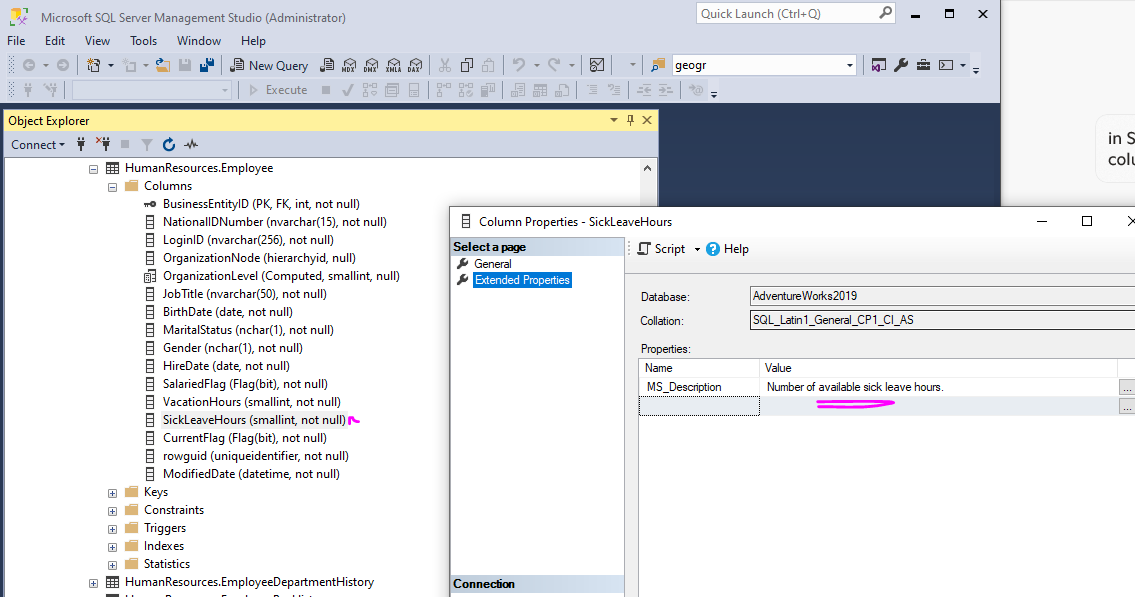 Microsoft SQL Server Management Studio (Administrator)
Quick Launch (Ctrl+Q)
File Edit View Tools Window Help
New Query MDX DMX XMLA DAX geogr
Execute
in S
colu
Object Explorer
Connect
HumanResources.Employee
Columns
BusinessEntityID (PK, FK, int, not null)
NationalIDNumber (nvarchar(15), not null)
LoginID (nvarchar(256), not null)
OrganizationNode (hierarchyid, null)
OrganizationLevel (Computed, smallint, null)
JobTitle (nvarchar(50), not null)
BirthDate (date, not null)
MaritalStatus (nchar(1), not null)
Gender (nchar(1), not null)
HireDate (date, not null)
SalariedFlag (Flag(bit), not null)
VacationHours (smallint, not null)
SickLeaveHours (smallint, not null)
CurrentFlag (Flag(bit), not null)
rowguid (uniqueidentifier, not null)
ModifiedDate (datetime, not null)
Keys
Constraints
Triggers
Indexes
Statistics
HumanResources.EmployeeDepartmentHistory
Column Properties - SickLeaveHours
Select a page
General
Extended Properties
Script Help
Database: AdventureWorks2019
Collation: SQL_Latin1_General_CP1_CI_AS
Properties:
Name Value
MS_Description Number of available sick leave hours. ...
...
Connection